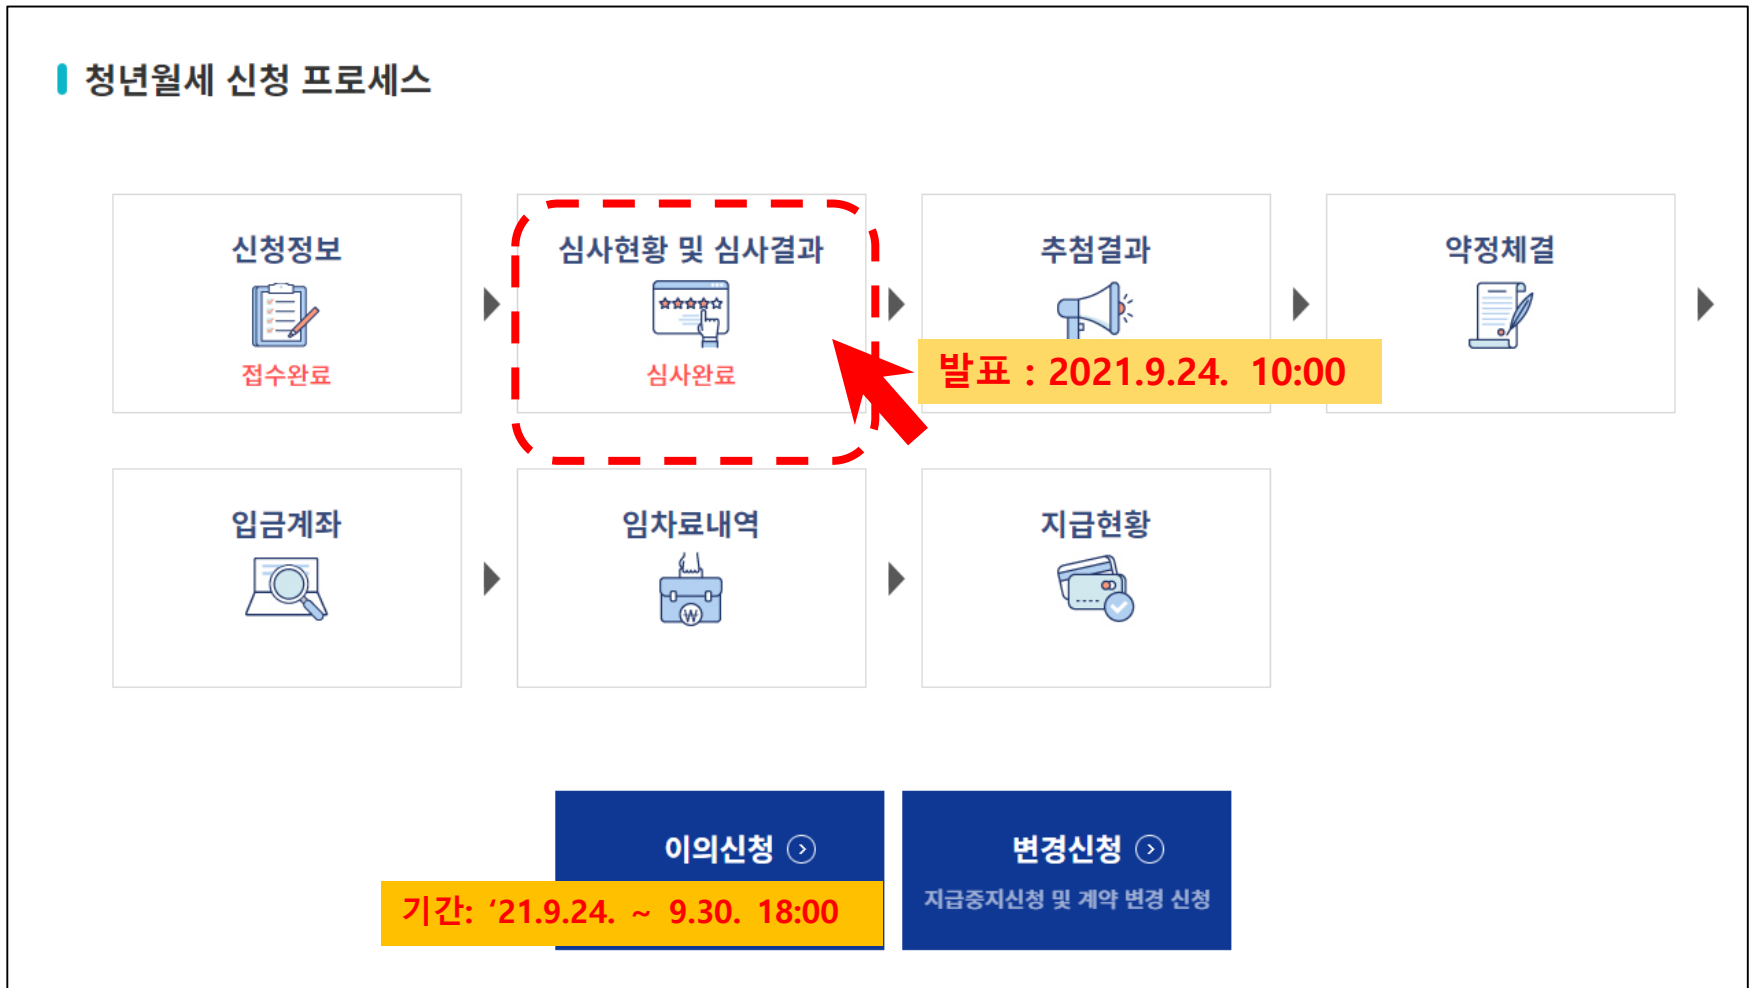 청년월세 신청 프로세스
신청정보
접수완료
심사현황 및 심사결과
심사완료
추첨결과
약정체결
발표 : 2021.9.24. 10:00
입금계좌
임차료내역
₩
지급현황
이의신청
기간: ‘21.9.24. ~ 9.30. 18:00
변경신청
지급중지신청 및 계약 변경 신청